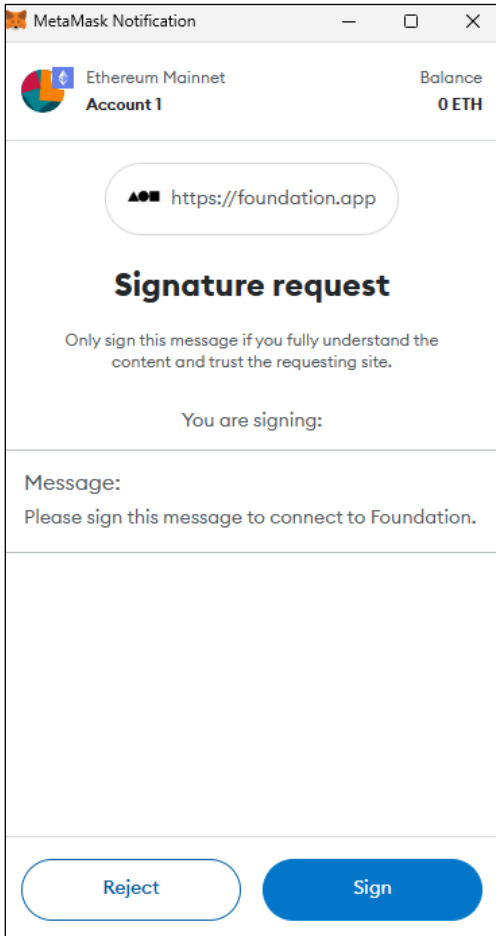 MetaMask Notification
Ethereum Mainnet
Balance
Account 1
0 ETH
https://foundation.app
Signature request
Only sign this message if you fully understand the
content and trust the requesting site.
You are signing:
Message:
Please sign this message to connect to Foundation.
Reject
Sign